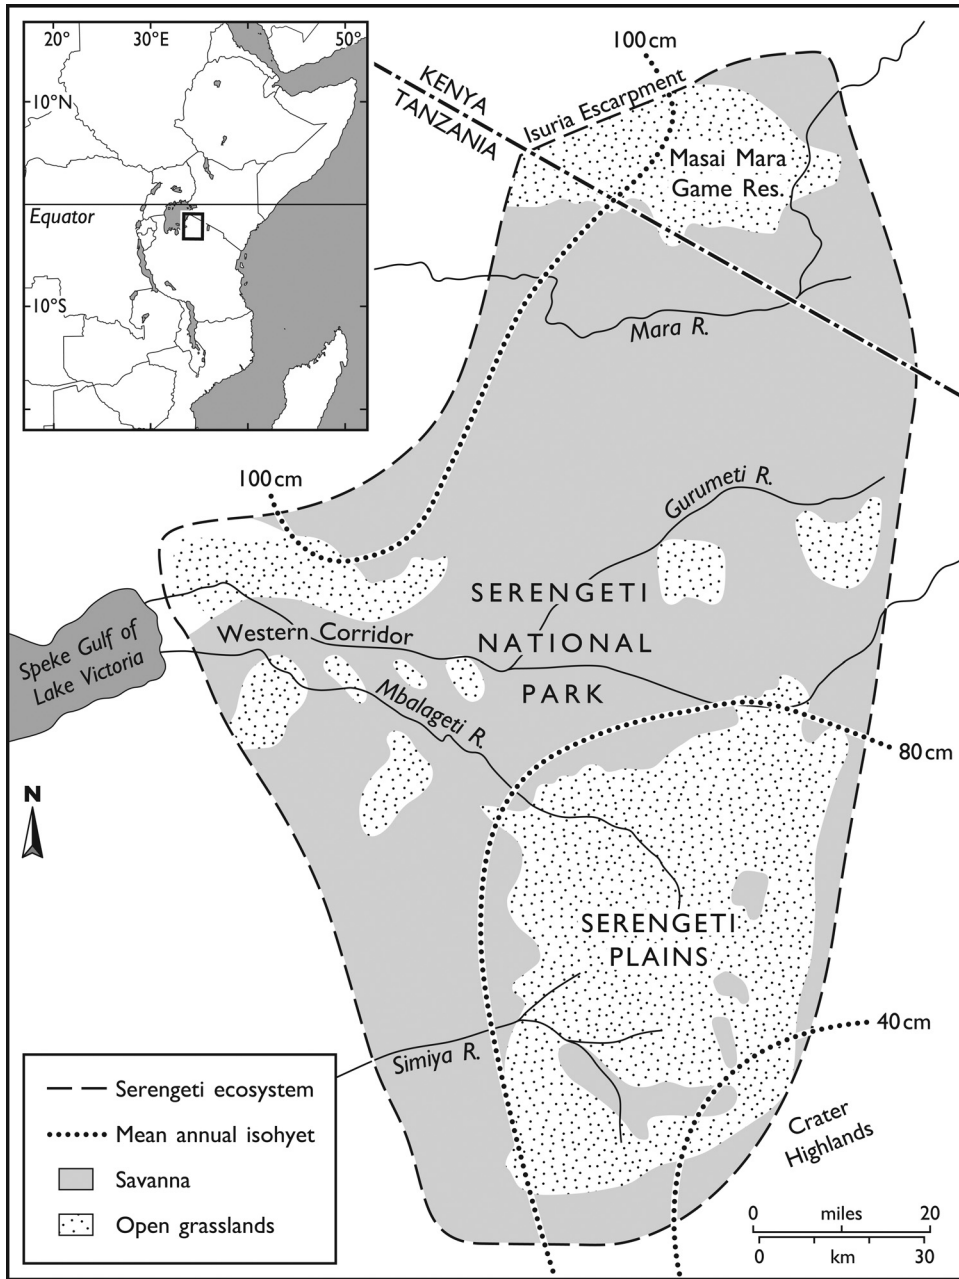 20°
30°E
50°
10°N
Equator
10°S
100 cm
KENYA
TANZANIA
Isuria Escarpment
Masai Mara
Game Res.
Mara R.
100 cm
Gurumeti R.
SERENGETI
NATIONAL
PARK
Western Corridor
Speke Gulf of
Lake Victoria
Mbalageti R.
80 cm
N
SERENGETI
PLAINS
40 cm
Simiya R.
Crater
Highlands
Serengeti ecosystem
Mean annual isohyet
Savanna
Open grasslands
0 miles 20
0 km 30